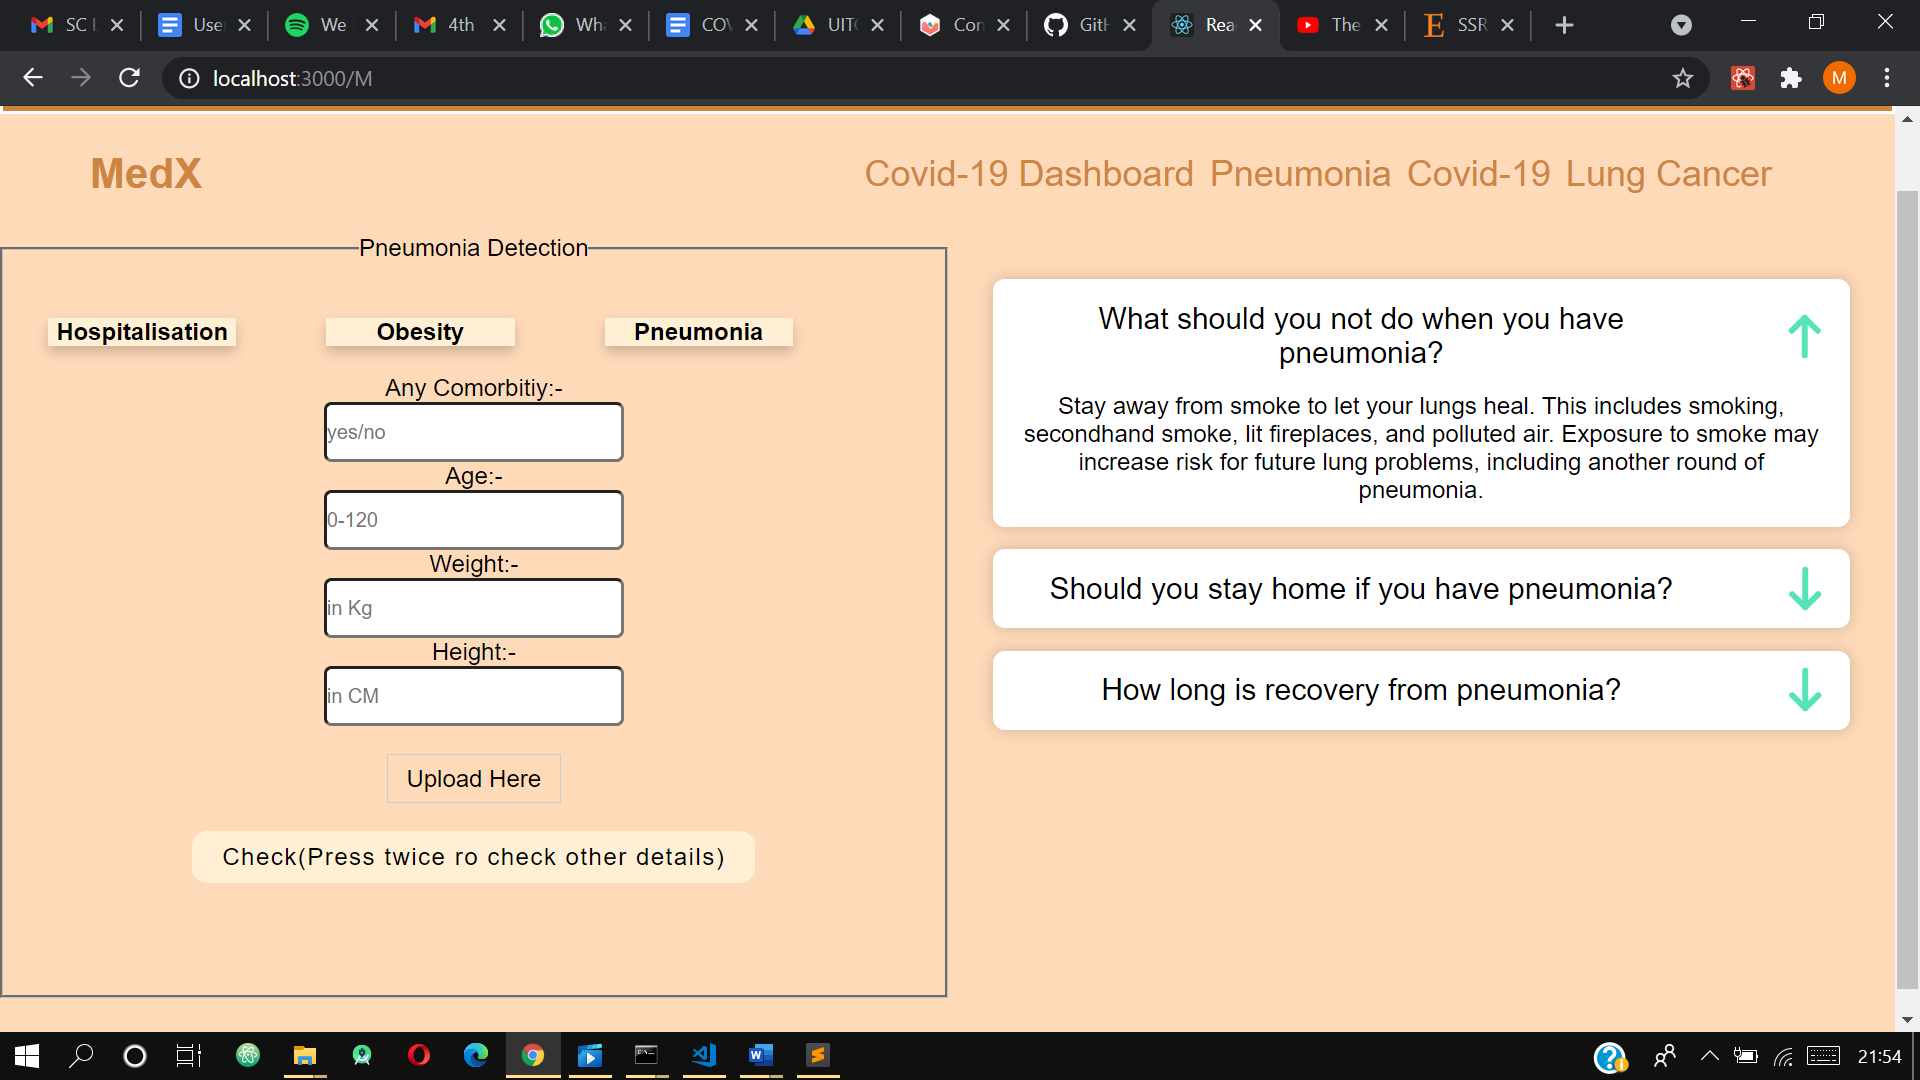 SC
Use
We
4th
Wh
CO
UIT
Con
Git
Rea
The
SSR
localhost:3000/M
M
MedX
Covid-19 Dashboard Pneumonia Covid-19 Lung Cancer
Pneumonia Detection
Hospitalisation Obesity Pneumonia
Any Comorbitiy:-
yes/no
Age:-
0-120
Weight:-
in Kg
Height:-
in CM
Upload Here
Check(Press twice ro check other details)
What should you not do when you have
pneumonia?
Stay away from smoke to let your lungs heal. This includes smoking,
secondhand smoke, lit fireplaces, and polluted air. Exposure to smoke may
increase risk for future lung problems, including another round of
pneumonia.
Should you stay home if you have pneumonia?
How long is recovery from pneumonia?
21:54